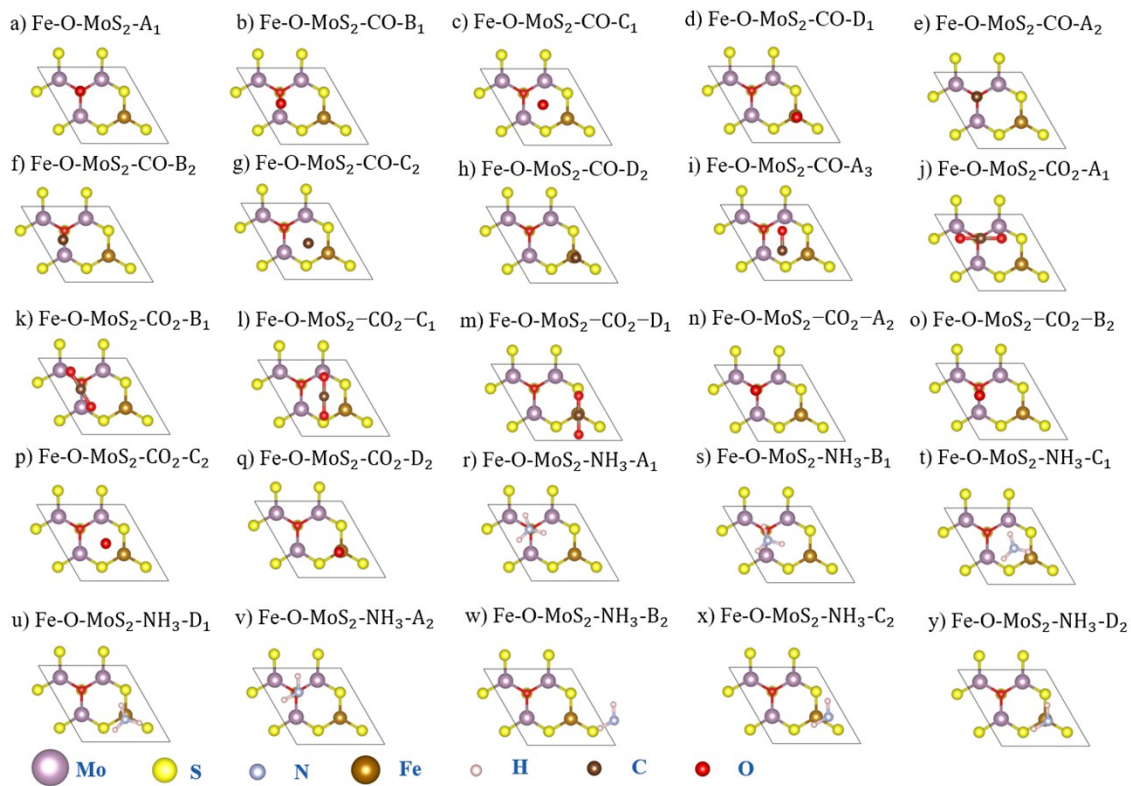 a) Fe-O-MoS₂-A₁
b) Fe-O-MoS₂-CO-B₁
c) Fe-O-MoS₂-CO-C₁
d) Fe-O-MoS₂-CO-D₁
e) Fe-O-MoS₂-CO-A₂
f) Fe-O-MoS₂-CO-B₂
g) Fe-O-MoS₂-CO-C₂
h) Fe-O-MoS₂-CO-D₂
i) Fe-O-MoS₂-CO-A₃
j) Fe-O-MoS₂-CO₂-A₁
k) Fe-O-MoS₂-CO₂-B₁
l) Fe-O-MoS₂−CO₂−C₁
m) Fe-O-MoS₂−CO₂−D₁
n) Fe-O-MoS₂−CO₂−A₂
o) Fe-O-MoS₂−CO₂−B₂
p) Fe-O-MoS₂-CO₂-C₂
q) Fe-O-MoS₂-CO₂-D₂
r) Fe-O-MoS₂-NH₃-A₁
s) Fe-O-MoS₂-NH₃-B₁
t) Fe-O-MoS₂-NH₃-C₁
u) Fe-O-MoS₂-NH₃-D₁
v) Fe-O-MoS₂-NH₃-A₂
w) Fe-O-MoS₂-NH₃-B₂
x) Fe-O-MoS₂-NH₃-C₂
y) Fe-O-MoS₂-NH₃-D₂
Mo S N Fe H C O